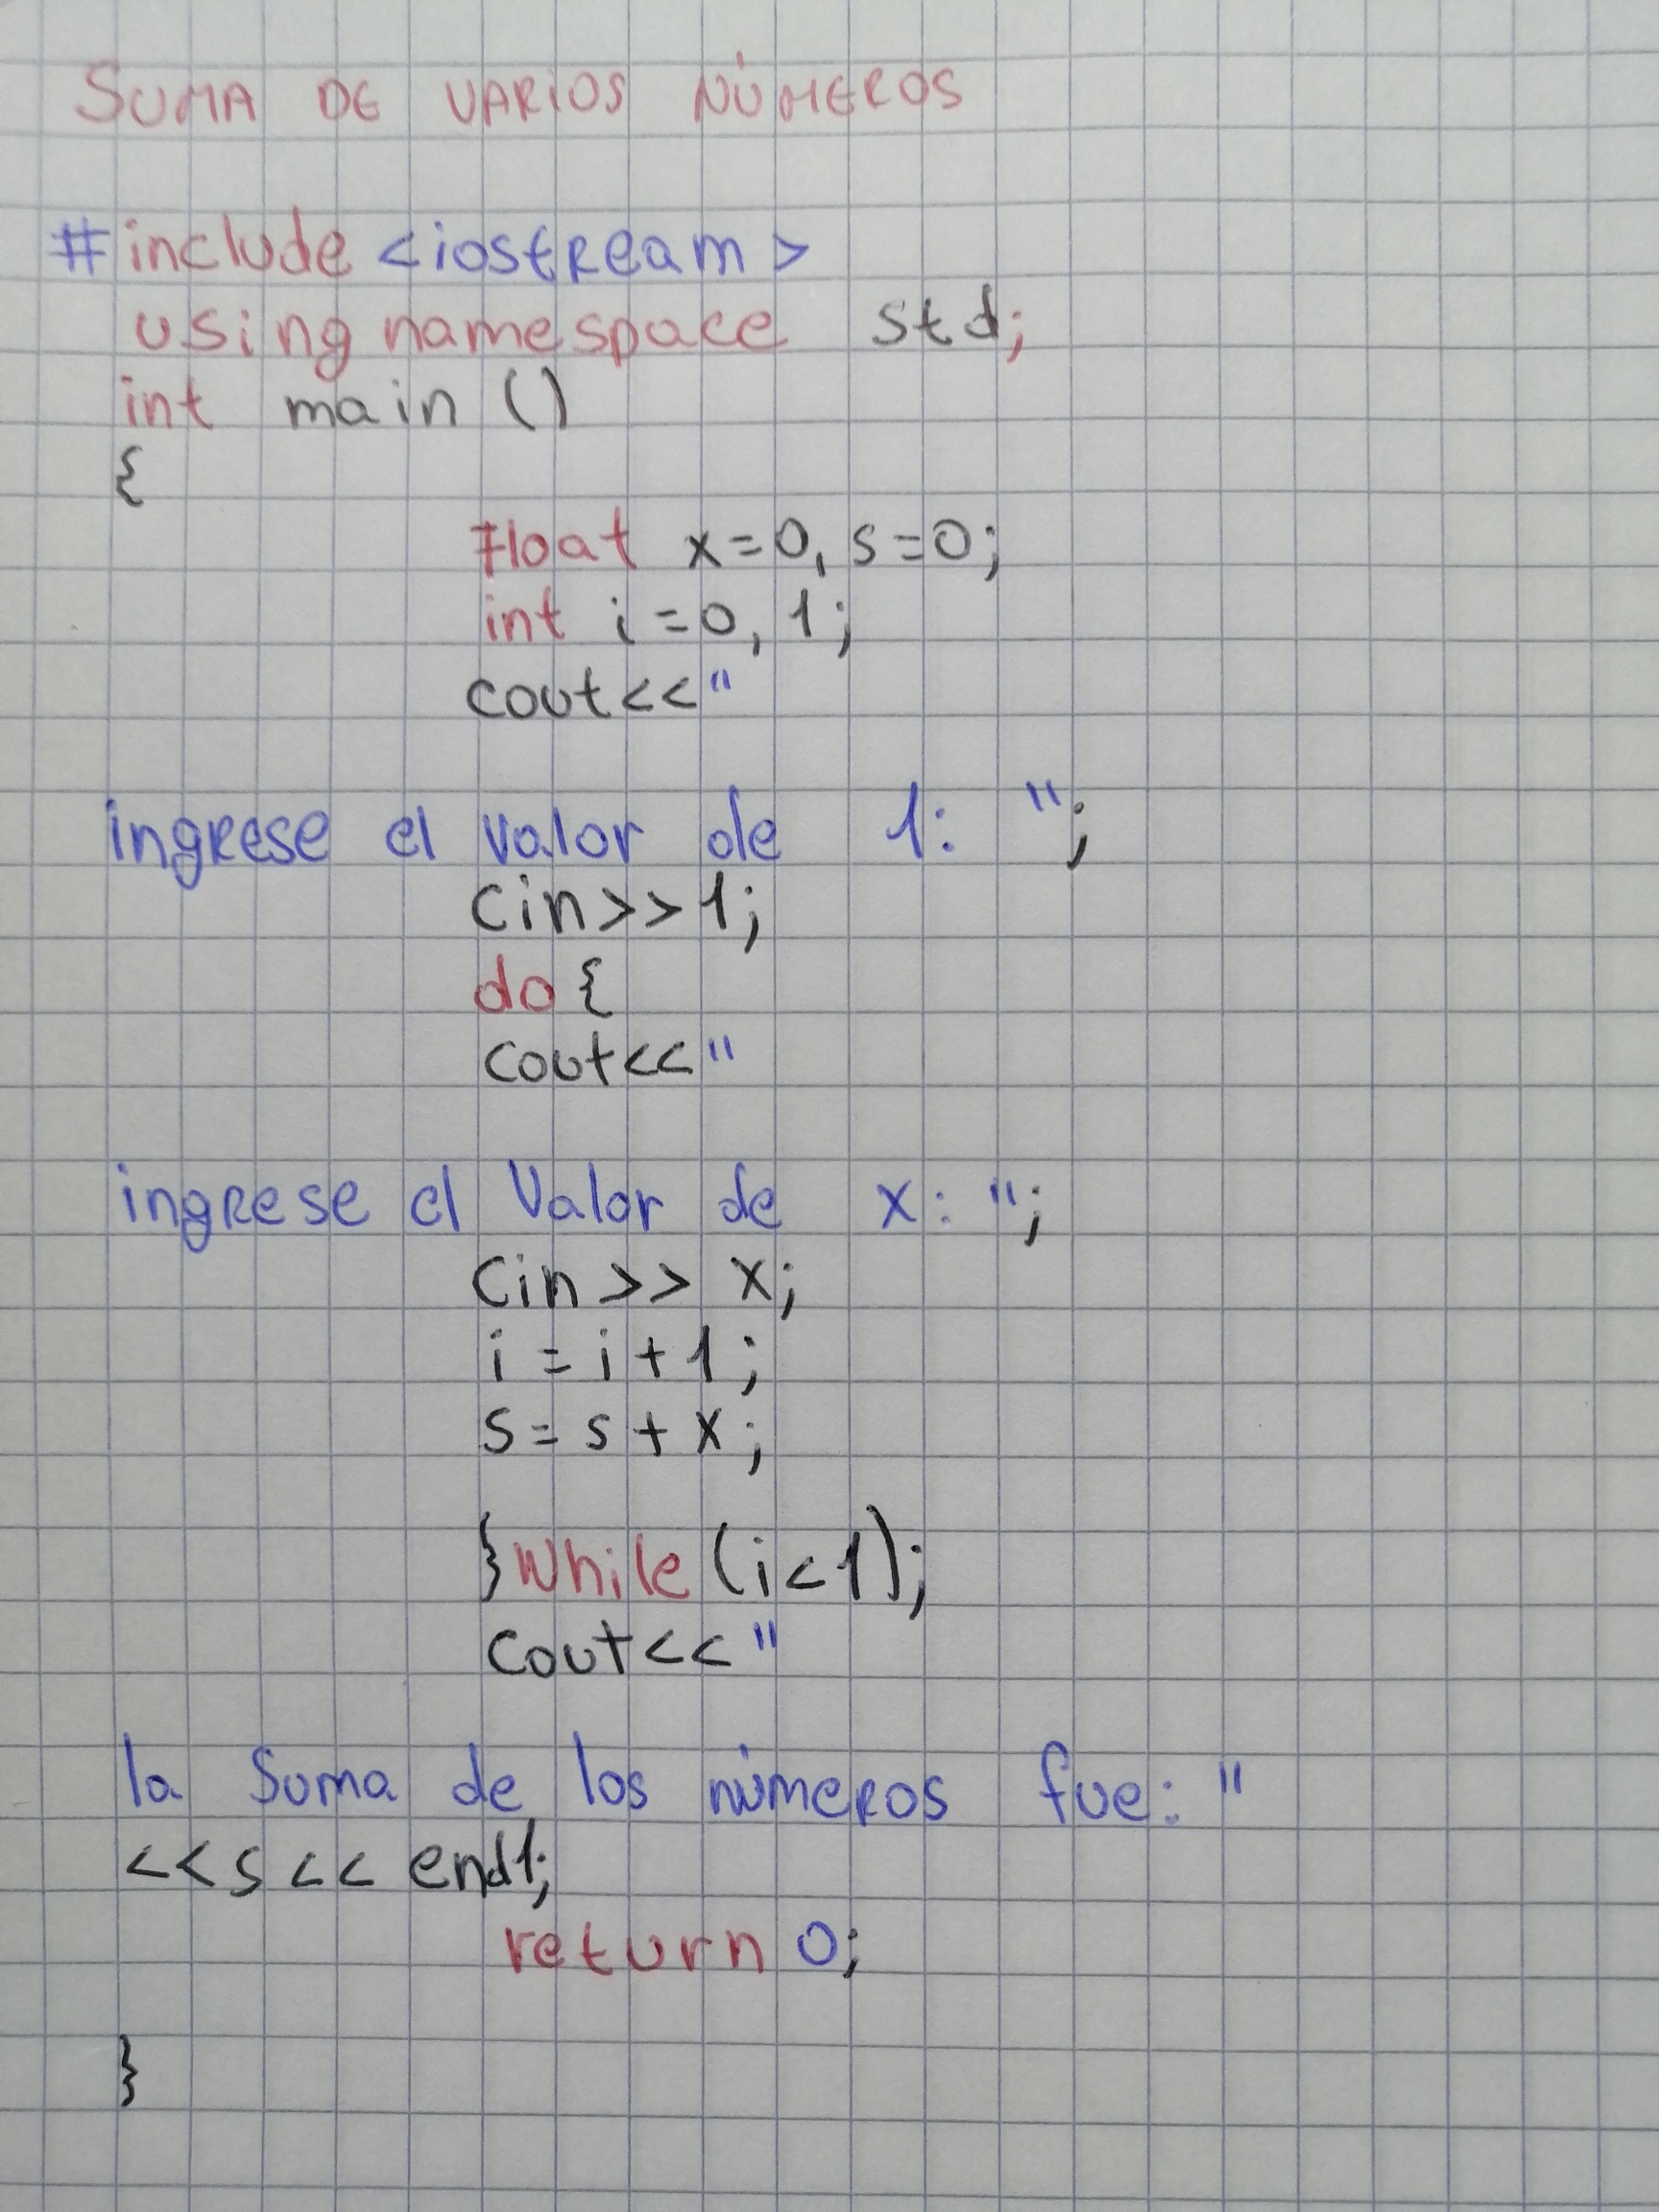 SUMA DE VARIOS NÚMEROS
#include <iostream>
using namespace std;
int main ()
{
float x=0, s=0;
int i=0, 1;
cout<<"
ingrese el valor de 1: ";
cin>>1;
do {
cout<<"
ingrese el Valor de x: ";
cin>> x;
i = i + 1;
s = s + x;
}while (i<1);
cout<<"
la Suma de los números fue: "
<<s<< end1;
return 0;
}